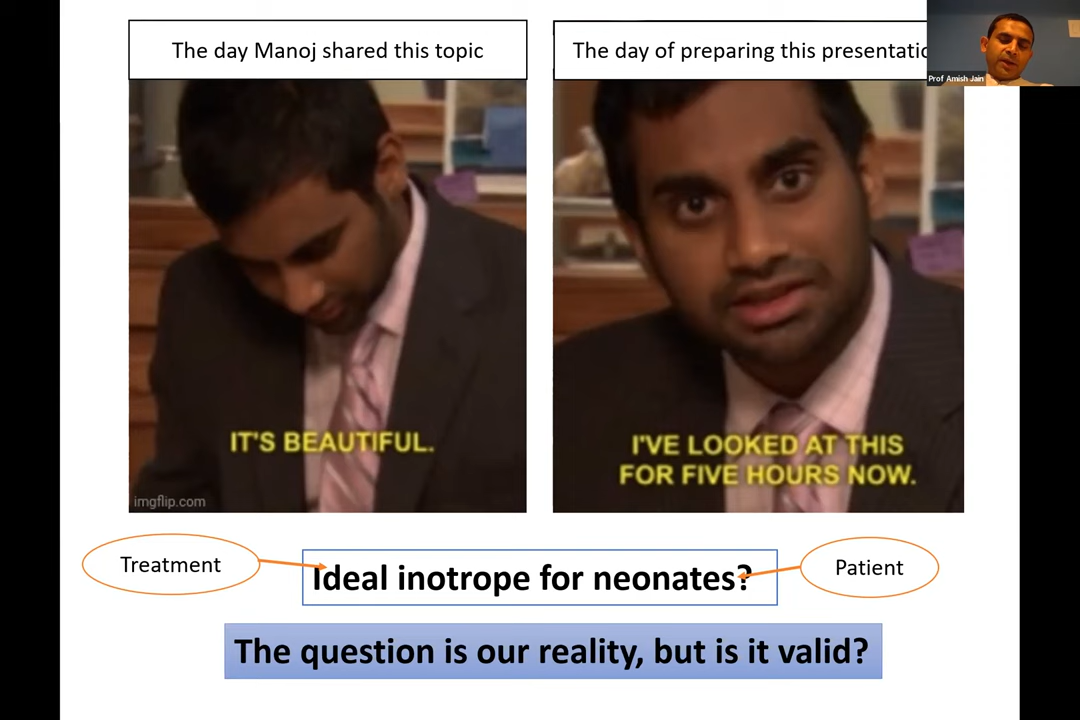 The day Manoj shared this topic
The day of preparing this presentatio
Prof Amish Jain
IT'S BEAUTIFUL.
I'VE LOOKED AT THIS
FOR FIVE HOURS NOW.
imgflip.com
Treatment
Ideal inotrope for neonates?
Patient
The question is our reality, but is it valid?